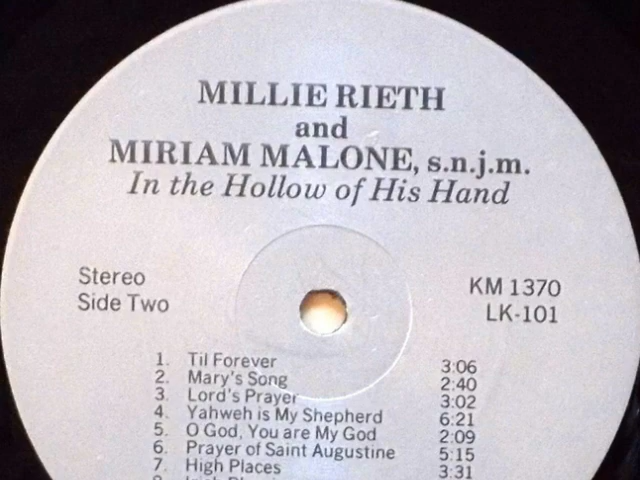 MILLIE RIETH
and
MIRIAM MALONE, s.n.j.m.
In the Hollow of His Hand
Stereo
Side Two
KM 1370
LK-101
1. Til Forever 3:06
2. Mary's Song 2:40
3. Lord's Prayer 3:02
4. Yahweh is My Shepherd 6:21
5. O God, You are My God 2:09
6. Prayer of Saint Augustine 5:15
7. High Places 3:31